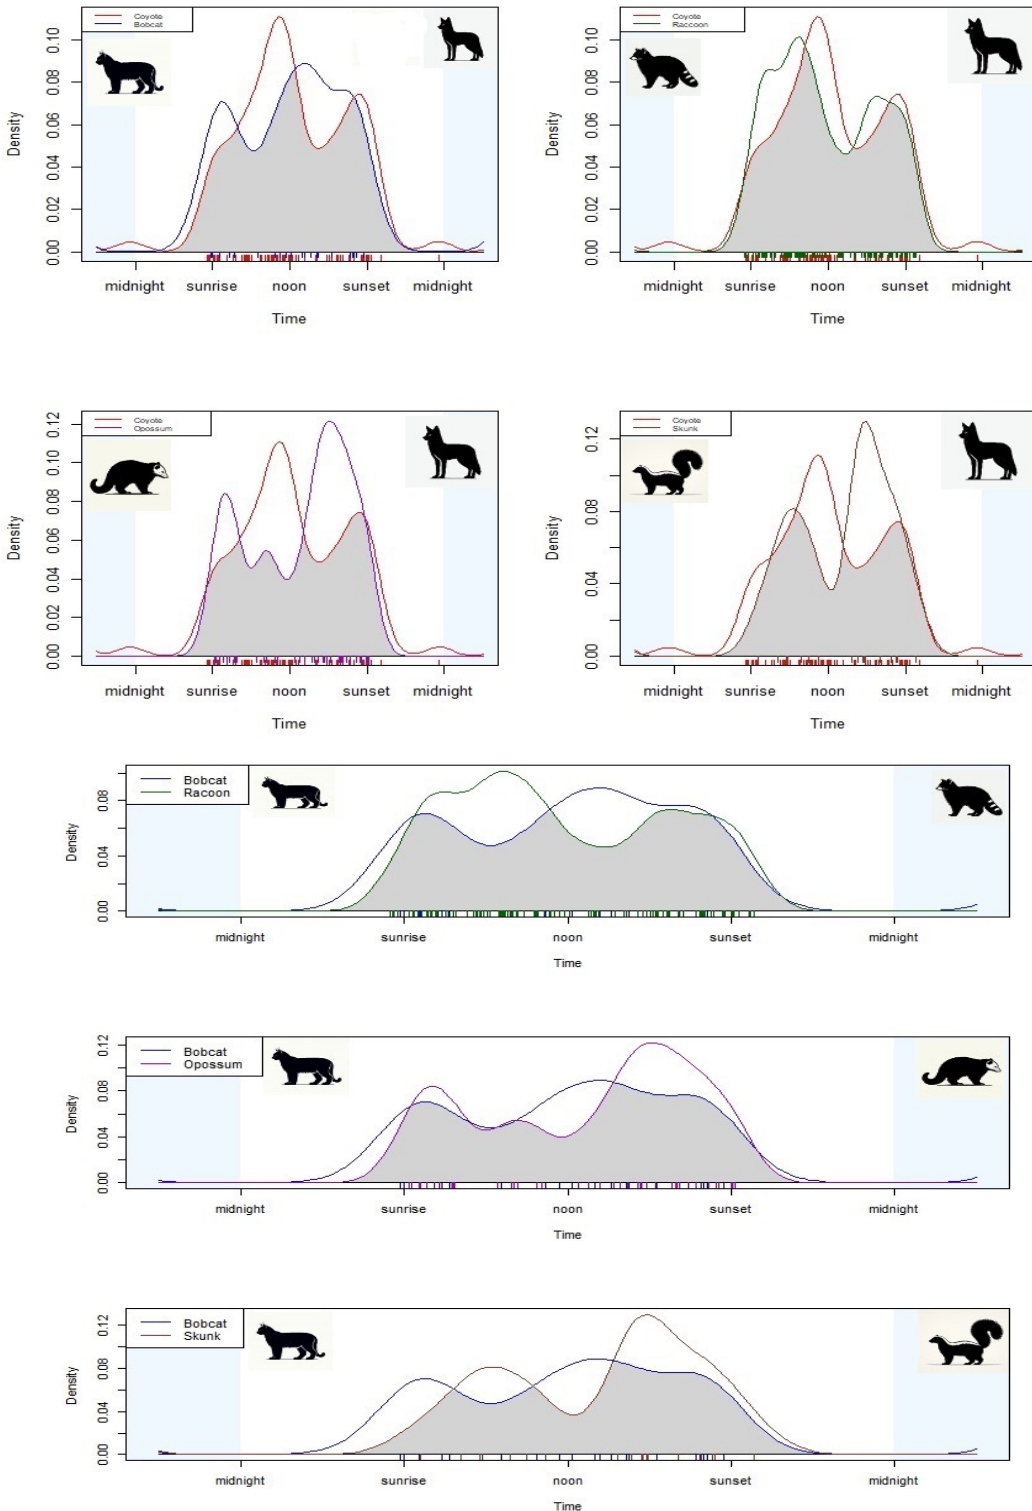 Coyote
Bobcat
Density
0.00 0.02 0.04 0.06 0.08 0.10
midnight sunrise noon sunset midnight
Time
Coyote
Raccoon
Density
0.00 0.02 0.04 0.06 0.08 0.10
midnight sunrise noon sunset midnight
Time
Coyote
Opossum
Density
0.00 0.02 0.04 0.06 0.08 0.10 0.12
midnight sunrise noon sunset midnight
Time
Coyote
Skunk
Density
0.00 0.04 0.08 0.12
midnight sunrise noon sunset midnight
Time
Bobcat
Racoon
Density
0.00 0.04 0.08
midnight sunrise noon sunset midnight
Time
Bobcat
Opossum
Density
0.00 0.04 0.08 0.12
midnight sunrise noon sunset midnight
Time
Bobcat
Skunk
Density
0.00 0.04 0.08 0.12
midnight sunrise noon sunset midnight
Time